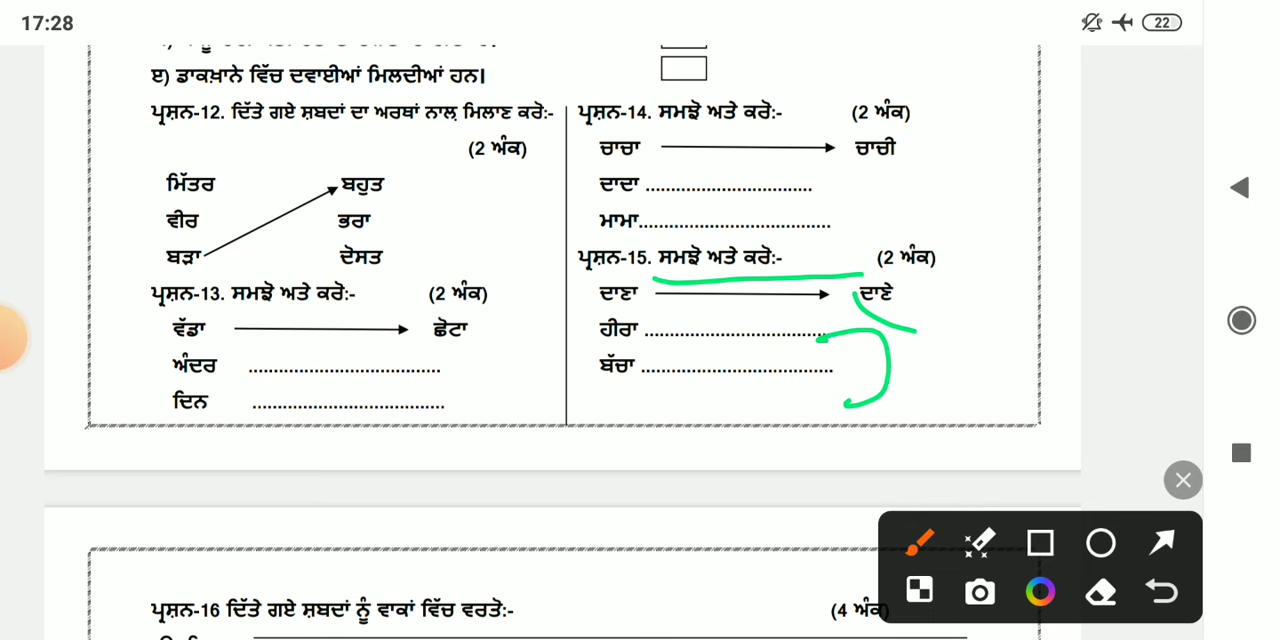 17:28
22
ੲ) ਡਾਕਖ਼ਾਨੇ ਵਿੱਚ ਦਵਾਈਆਂ ਮਿਲਦੀਆਂ ਹਨ।
ਪ੍ਰਸ਼ਨ-12. ਦਿੱਤੇ ਗਏ ਸ਼ਬਦਾਂ ਦਾ ਅਰਥਾਂ ਨਾਲ਼ ਮਿਲਾਣ ਕਰੋ:-
(2 ਅੰਕ)
ਮਿੱਤਰ ਬਹੁਤ
ਵੀਰ ਭਰਾ
ਬੜਾ ਦੋਸਤ
ਪ੍ਰਸ਼ਨ-13. ਸਮਝੋ ਅਤੇ ਕਰੋ:- (2 ਅੰਕ)
ਵੱਡਾ ਛੋਟਾ
ਅੰਦਰ ......................................
ਦਿਨ ......................................
ਪ੍ਰਸ਼ਨ-14. ਸਮਝੋ ਅਤੇ ਕਰੋ:- (2 ਅੰਕ)
ਚਾਚਾ ਚਾਚੀ
ਦਾਦਾ .................................
ਮਾਮਾ......................................
ਪ੍ਰਸ਼ਨ-15. ਸਮਝੋ ਅਤੇ ਕਰੋ:- (2 ਅੰਕ)
ਦਾਣਾ ਦਾਣੇ
ਹੀਰਾ ....................................
ਬੱਚਾ ......................................
ਪ੍ਰਸ਼ਨ-16 ਦਿੱਤੇ ਗਏ ਸ਼ਬਦਾਂ ਨੂੰ ਵਾਕਾਂ ਵਿੱਚ ਵਰਤੋ:- (4 ਅੰਕ)